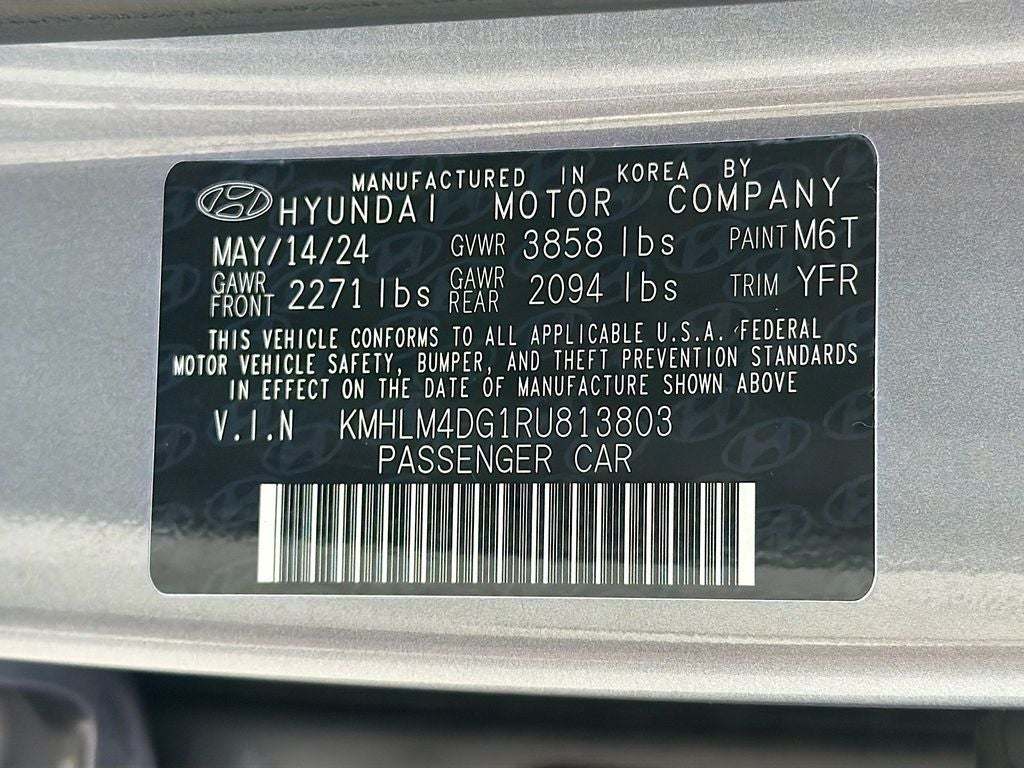 MANUFACTURED IN KOREA BY
HYUNDAI MOTOR COMPANY
MAY/14/24 GVWR 3858 lbs PAINT M6T
GAWR FRONT 2271 lbs GAWR REAR 2094 lbs TRIM YFR
THIS VEHICLE CONFORMS TO ALL APPLICABLE U.S.A. FEDERAL
MOTOR VEHICLE SAFETY, BUMPER, AND THEFT PREVENTION STANDARDS
IN EFFECT ON THE DATE OF MANUFACTURE SHOWN ABOVE
V.I.N KMHLM4DG1RU813803
PASSENGER CAR